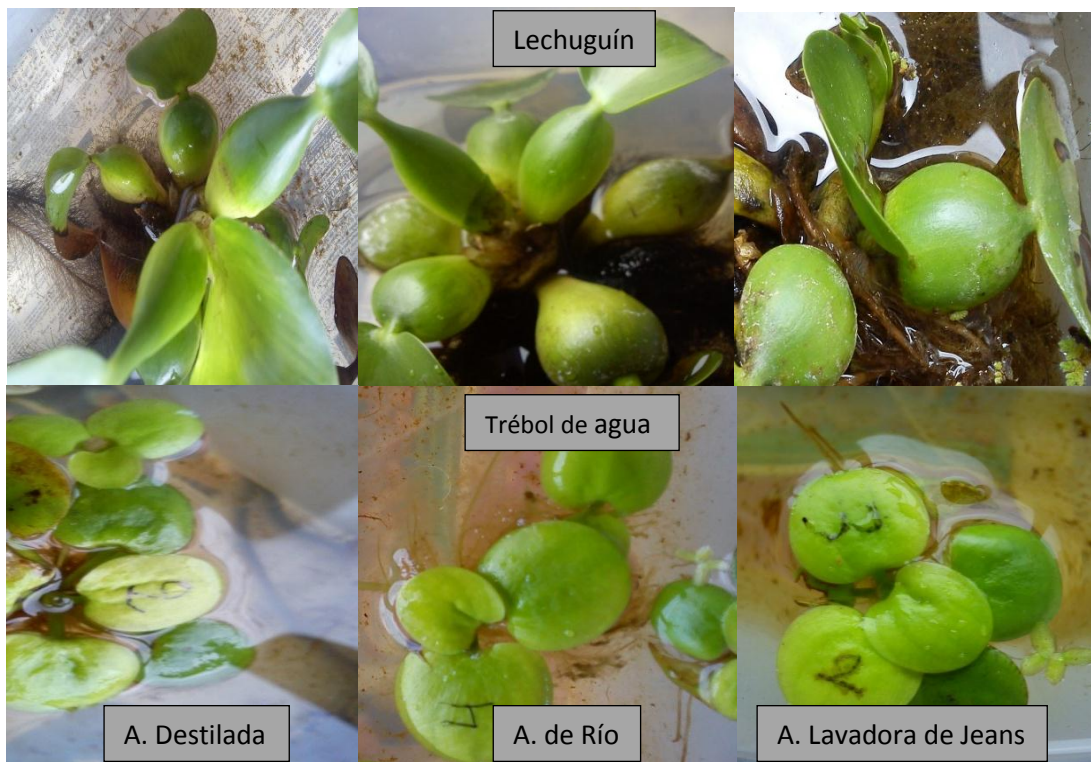 Lechuguín
Trébol de agua
A. Destilada
A. de Río
A. Lavadora de Jeans